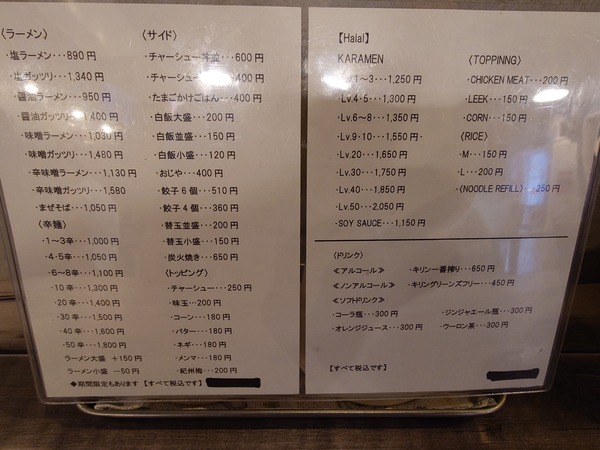 〈ラーメン〉
・塩ラーメン・・・890円
・塩ガッツリ・・・1,340円
・醤油ラーメン・・・950円
・醤油ガッツリ・・・1,400円
・味噌ラーメン・・・1,030円
・味噌ガッツリ・・・1,480円
・辛味噌ラーメン・・・1,130円
・辛味噌ガッツリ・・・1,580
・まぜそば・・・1,050円
〈辛麺〉
・1～3辛・・・1,000円
・4-5辛・・・1,050円
・6～8辛・・・1,100円
・10辛・・・1,300円
・20辛・・・1,400円
・30辛・・・1,500円
・40辛・・・1,600円
・50辛・・・1,800円
ラーメン大盛 +150円
ラーメン小盛 −50円
◆期間限定もあります 【すべて税込です】
〈サイド〉
・チャーシュー丼並・・・600円
・チャーシュー・・・400円
・たまごかけごはん・・・400円
・白飯大盛・・・200円
・白飯並盛・・・150円
・白飯小盛・・・120円
・おじや・・・400円
・餃子6個・・・510円
・餃子4個・・・360円
・替玉並盛・・・200円
・替玉小盛・・・150円
・炭火焼き・・・650円
〈トッピング〉
・チャーシュー・・・250円
・味玉・・・200円
・コーン・・・180円
・バター・・・180円
・ネギ・・・180円
・メンマ・・・180円
・紀州梅・・・200円
【Halal】
KARAMEN
・Lv.1～3・・・1,250円
・Lv.4-5・・・1,300円
・Lv.6～8・・・1,350円
・Lv.9-10・・・1,550円・
・Lv.20・・・1,650円
・Lv.30・・・1,750円
・Lv.40・・・1,850円
・Lv.50・・・2,050円
・SOY SAUCE・・・1,150円
〈TOPPINNG〉
・CHICKEN MEAT・・・200円
・LEEK・・・150円
・CORN・・・150円
〈RICE〉
・M・・・150円
・L・・・200円
・〈NOODLE REFILL〉・・・250円
〈ドリンク〉
≪アルコール≫ ・キリン一番搾り・・・650円
≪ノンアルコール≫ ・キリングリーンズフリー・・・450円
≪ソフトドリンク≫
・コーラ瓶・・・300円 ・ジンジャエール瓶・・・300円
・オレンジジュース・・・300円 ・ウーロン茶・・・300円
【すべて税込です】